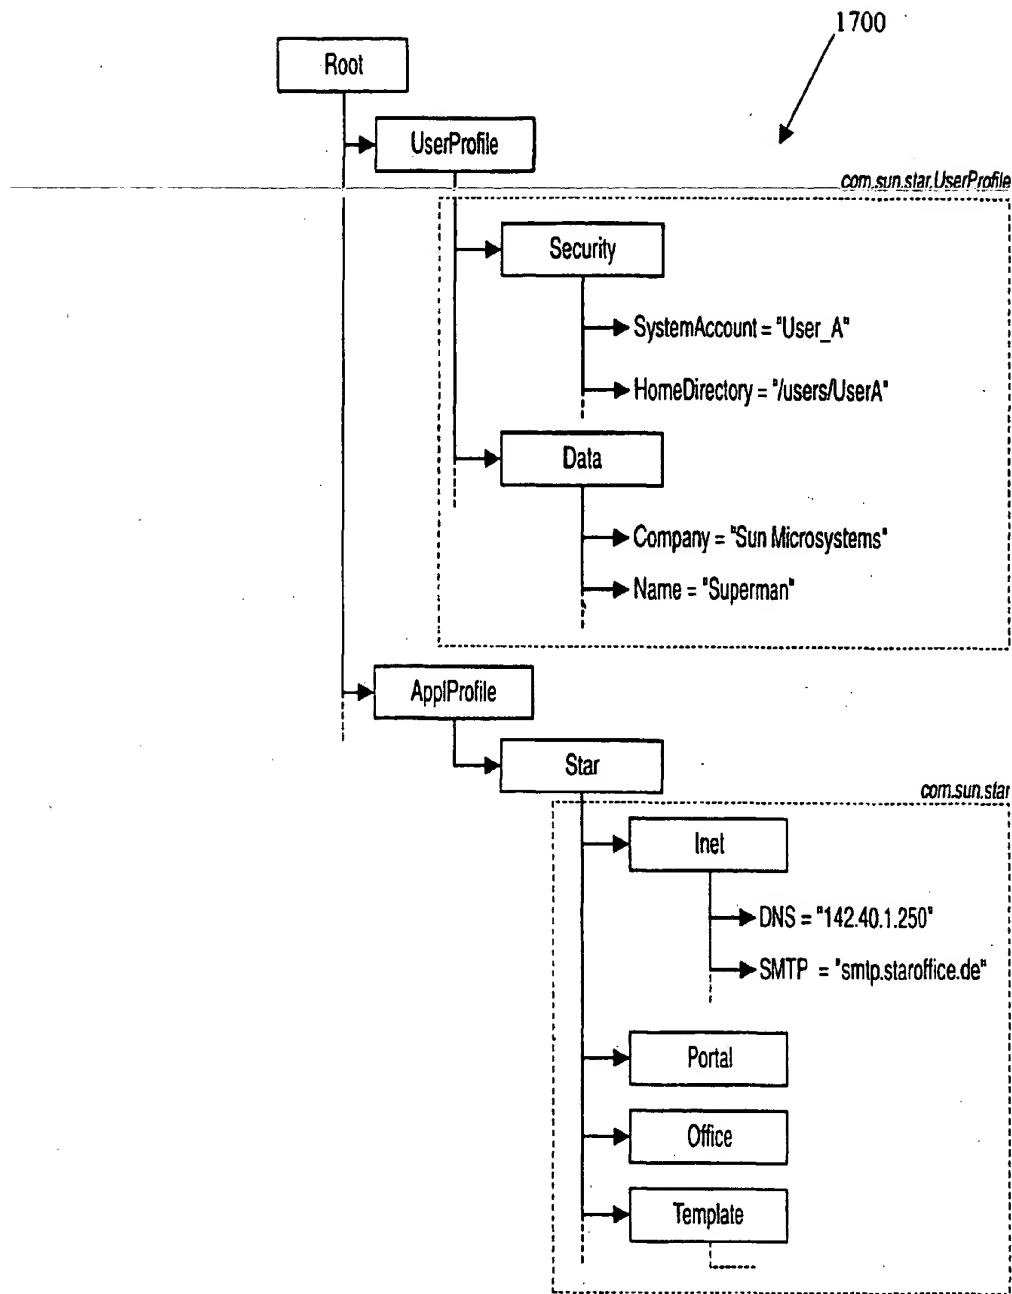 1700
Root
UserProfile
com.sun.star.UserProfile
Security
SystemAccount = "User_A"
HomeDirectory = "/users/UserA"
Data
Company = "Sun Microsystems"
Name = "Superman"
ApplProfile
Star
com.sun.star
Inet
DNS = "142.40.1.250"
SMTP = "smtp.staroffice.de"
Portal
Office
Template